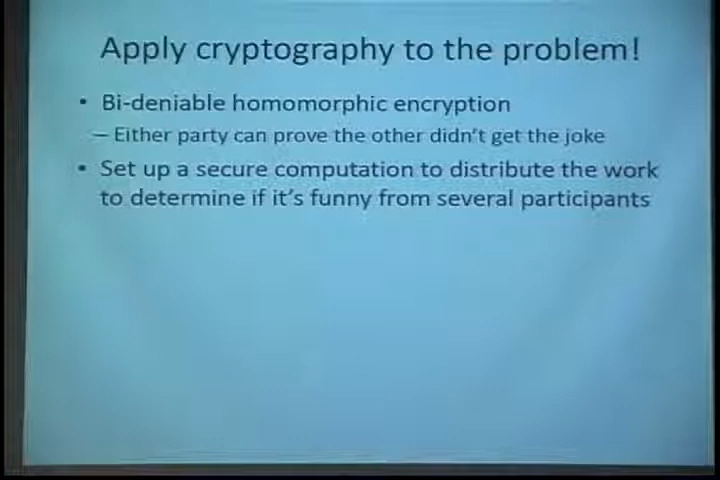 Apply cryptography to the problem!
• Bi-deniable homomorphic encryption
– Either party can prove the other didn't get the joke
• Set up a secure computation to distribute the work
to determine if it's funny from several participants